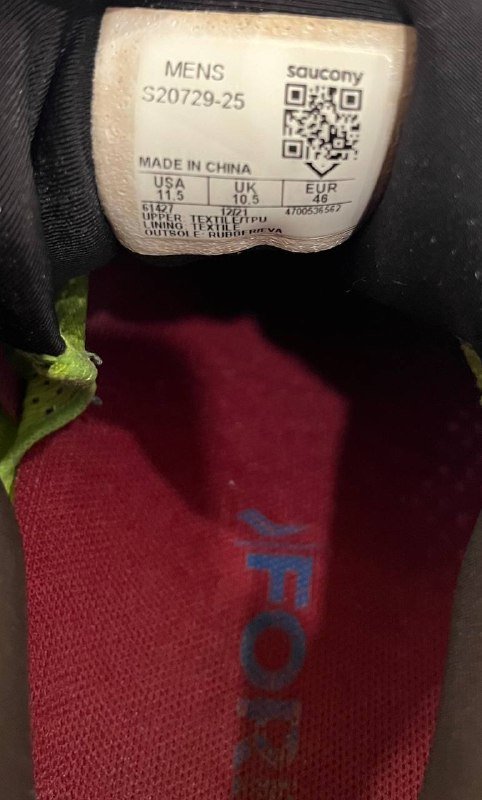 MENS
saucony
S20729-25
MADE IN CHINA
USA UK EUR
11.5 10.5 46
61427 12/21 4700536562
UPPER: TEXTILE/TPU
LINING: TEXTILE
OUTSOLE: RUBBER/EVA
FOR